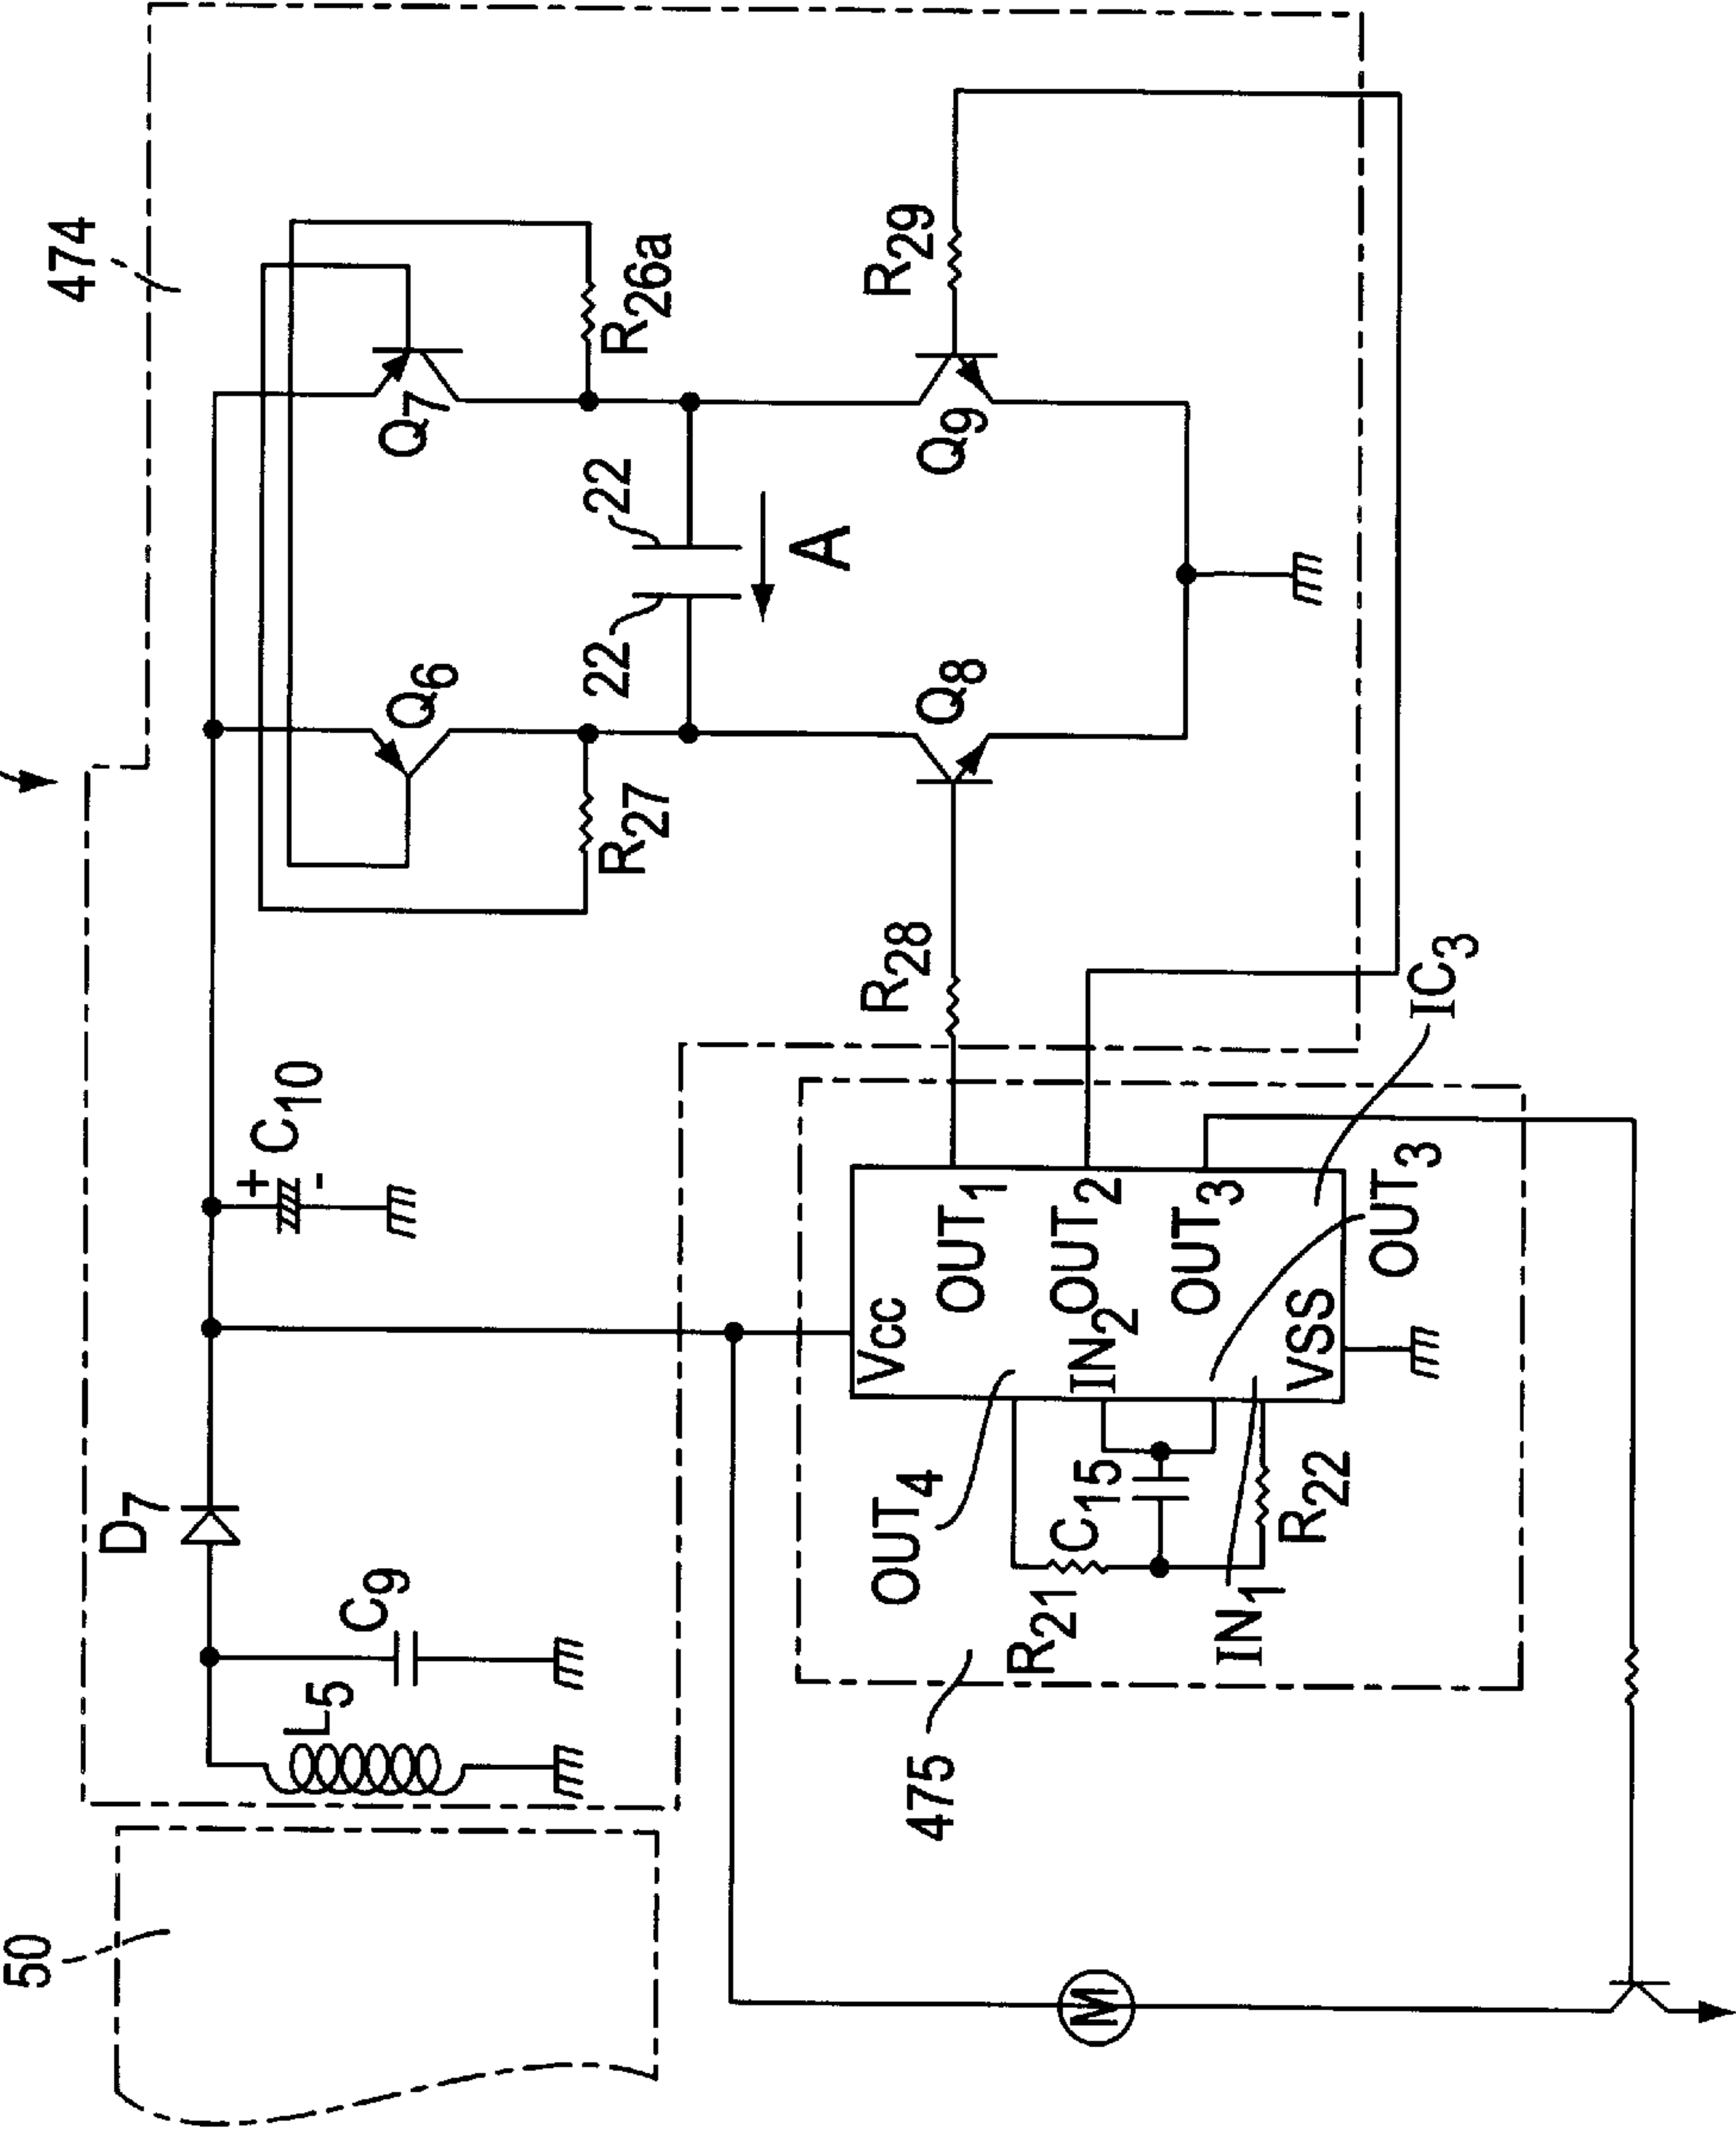 474
Q7
R26a
R29
22
22
A
Q9
Q6
R27
Q8
R28
IC3
+
-
C10
OUT1
OUT2
OUT3
OUT3
Vcc
IN2
VSS
D7
C9
L5
OUT4
C15
R22
R21
IN1
475
50
M